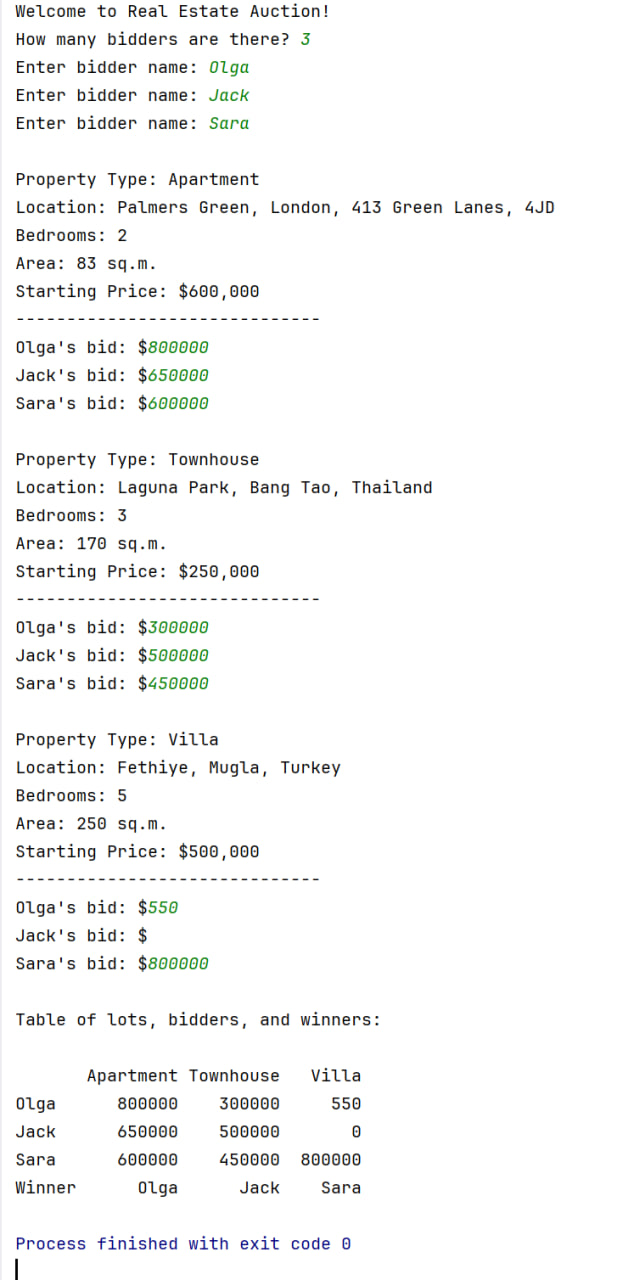 Welcome to Real Estate Auction!
How many bidders are there? 3
Enter bidder name: Olga
Enter bidder name: Jack
Enter bidder name: Sara
Property Type: Apartment
Location: Palmers Green, London, 413 Green Lanes, 4JD
Bedrooms: 2
Area: 83 sq.m.
Starting Price: $600,000
------------------------------
Olga's bid: $800000
Jack's bid: $650000
Sara's bid: $600000
Property Type: Townhouse
Location: Laguna Park, Bang Tao, Thailand
Bedrooms: 3
Area: 170 sq.m.
Starting Price: $250,000
------------------------------
Olga's bid: $300000
Jack's bid: $500000
Sara's bid: $450000
Property Type: Villa
Location: Fethiye, Mugla, Turkey
Bedrooms: 5
Area: 250 sq.m.
Starting Price: $500,000
------------------------------
Olga's bid: $550
Jack's bid: $
Sara's bid: $800000
Table of lots, bidders, and winners:
       Apartment Townhouse   Villa
Olga      800000    300000     550
Jack      650000    500000       0
Sara      600000    450000  800000
Winner      Olga      Jack    Sara
Process finished with exit code 0